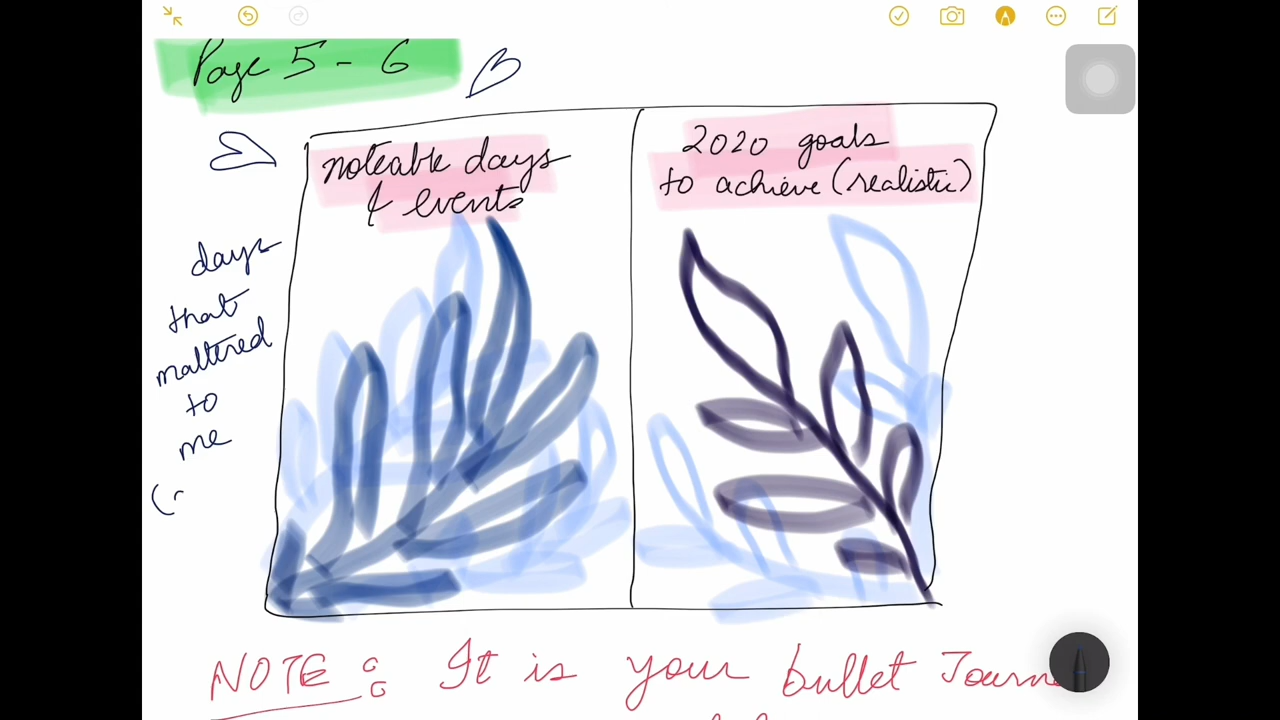 Page 5 - 6
noteable days
& events
2020 goals
to achieve (realistic)
days
that
mattered
to
me
NOTE : It is your bullet Journ